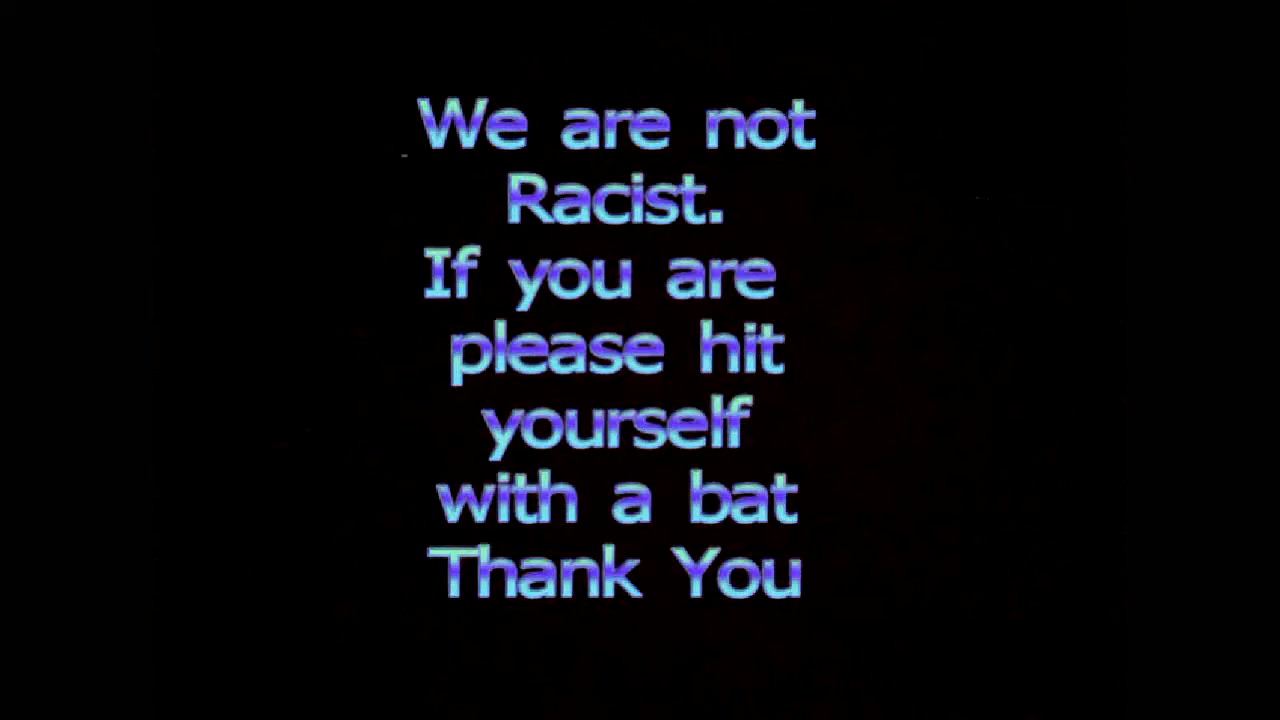 We are not
Racist.
If you are
please hit
yourself
with a bat
Thank You